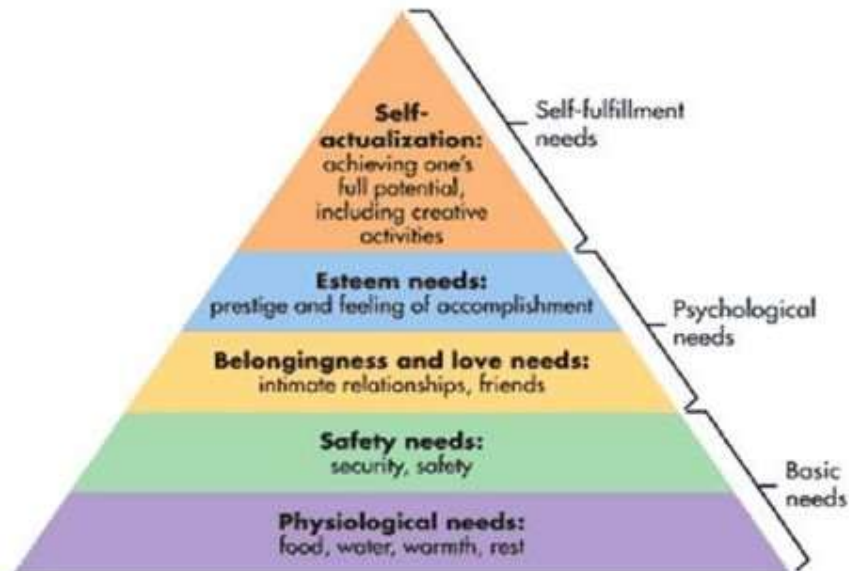 Self-
actualization:
achieving one's
full potential,
including creative
activities
Self-fulfillment
needs
Esteem needs:
prestige and feeling of accomplishment
Psychological
needs
Belongingness and love needs:
intimate relationships, friends
Safety needs:
security, safety
Basic
needs
Physiological needs:
food, water, warmth, rest